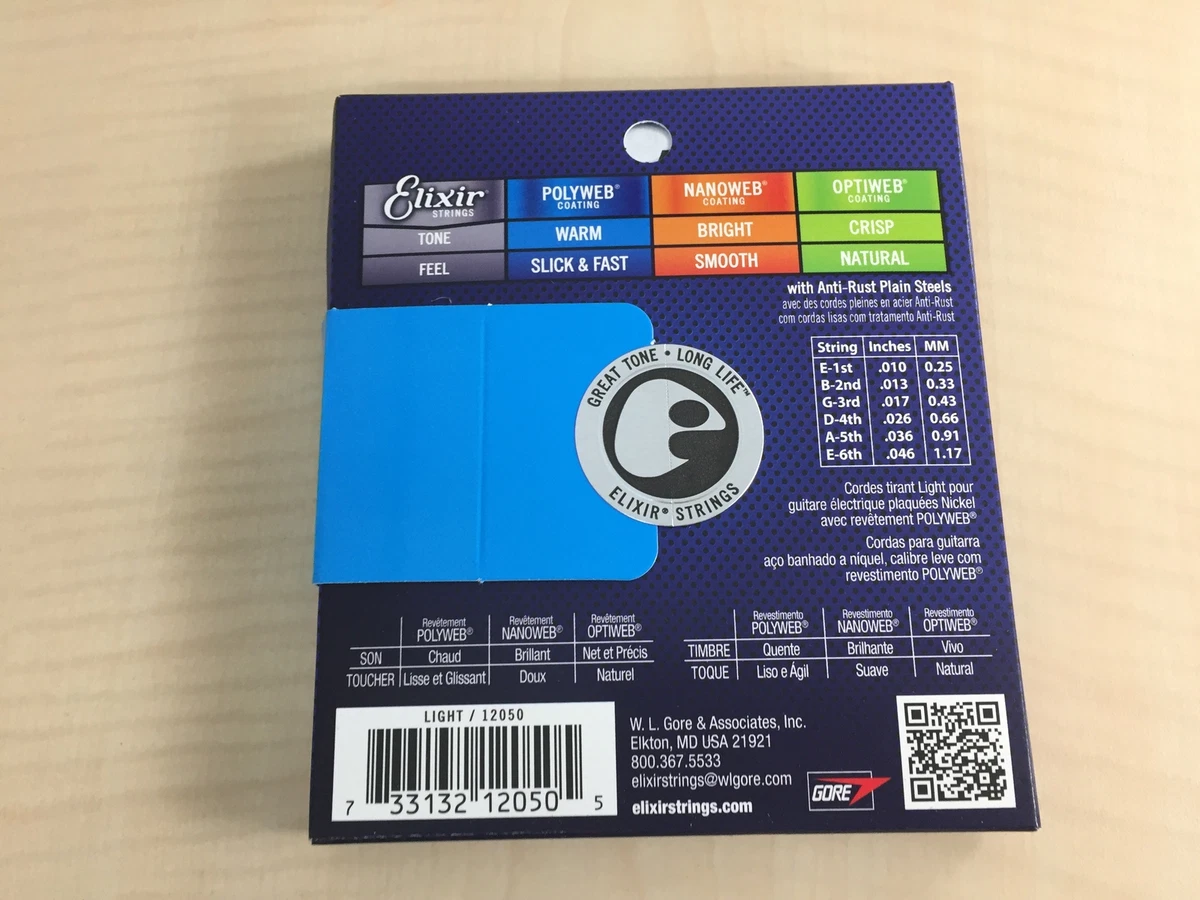 Elixir® STRINGS POLYWEB® COATING NANOWEB® COATING OPTIWEB® COATING
TONE WARM BRIGHT CRISP
FEEL SLICK & FAST SMOOTH NATURAL
with Anti-Rust Plain Steels
avec des cordes pleines en acier Anti-Rust
com cordas lisas com tratamento Anti-Rust
GREAT TONE • LONG LIFE™
ELIXIR® STRINGS
String Inches MM
E-1st .010 0.25
B-2nd .013 0.33
G-3rd .017 0.43
D-4th .026 0.66
A-5th .036 0.91
E-6th .046 1.17
Cordes tirant Light pour
guitare électrique plaquées Nickel
avec revêtement POLYWEB®
Cordas para guitarra
aço banhado a níquel, calibre leve com
revestimento POLYWEB®
Revêtement POLYWEB® Revêtement NANOWEB® Revêtement OPTIWEB®
SON Chaud Brillant Net et Précis
TOUCHER Lisse et Glissant Doux Naturel
Revestimento POLYWEB® Revestimento NANOWEB® Revestimento OPTIWEB®
TIMBRE Quente Brilhante Vivo
TOQUE Liso e Ágil Suave Natural
LIGHT / 12050
7 33132 12050 5
W. L. Gore & Associates, Inc.
Elkton, MD USA 21921
800.367.5533
elixirstrings@wlgore.com
elixirstrings.com
GORE